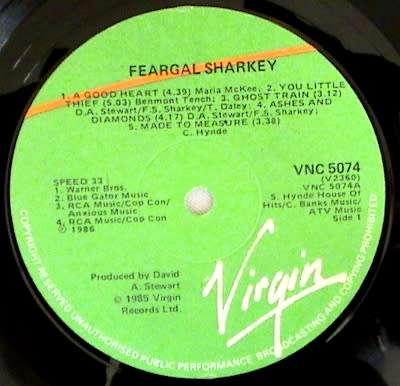 FEARGAL SHARKEY
1. A GOOD HEART (4.39) Maria McKee; 2. YOU LITTLE
THIEF (5.03) Benmont Tench; 3. GHOST TRAIN (3.12)
D.A. Stewart/F.S. Sharkey/T. Daley; 4. ASHES AND
DIAMONDS (4.17) D.A. Stewart/F.S. Sharkey;
5. MADE TO MEASURE (3.38)
C. Hynde
SPEED 33
1. Warner Bros.
2. Blue Gator Music
3. RCA Music/Cop Con/
Anxious Music
4. RCA Music/Cop Con
℗ 1986
VNC 5074
(V2360)
VNC 5074A
5. Hynde House Of
Hits/C. Banks Music/
ATV Music
Side 1
Produced by David
A. Stewart
© 1985 Virgin
Records Ltd.
Virgin
COPYRIGHT RESERVED. UNAUTHORISED PUBLIC PERFORMANCE BROADCASTING AND COPYING PROHIBITED